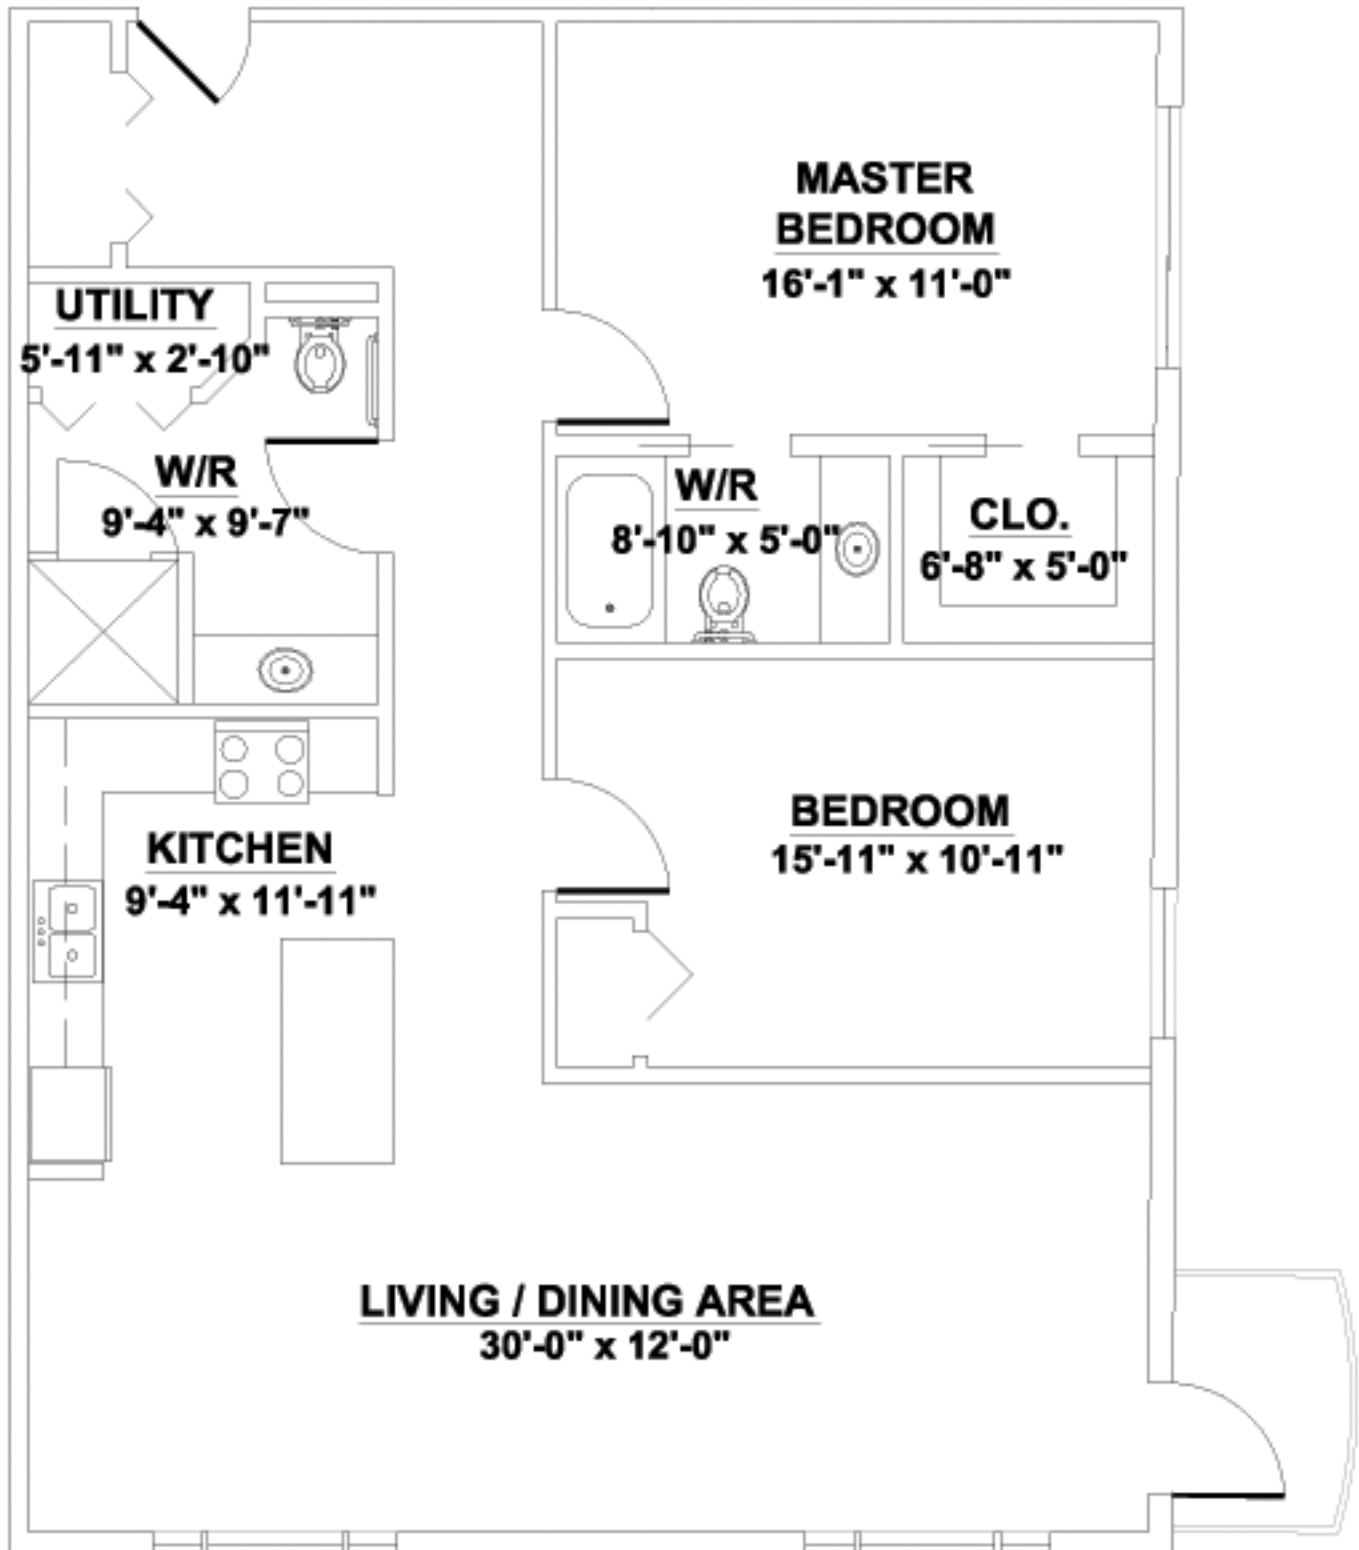 MASTER
BEDROOM
16'-1" x 11'-0"
UTILITY
5'-11" x 2'-10"
W/R
9'-4" x 9'-7"
W/R
8'-10" x 5'-0"
CLO.
6'-8" x 5'-0"
BEDROOM
15'-11" x 10'-11"
KITCHEN
9'-4" x 11'-11"
LIVING / DINING AREA
30'-0" x 12'-0"